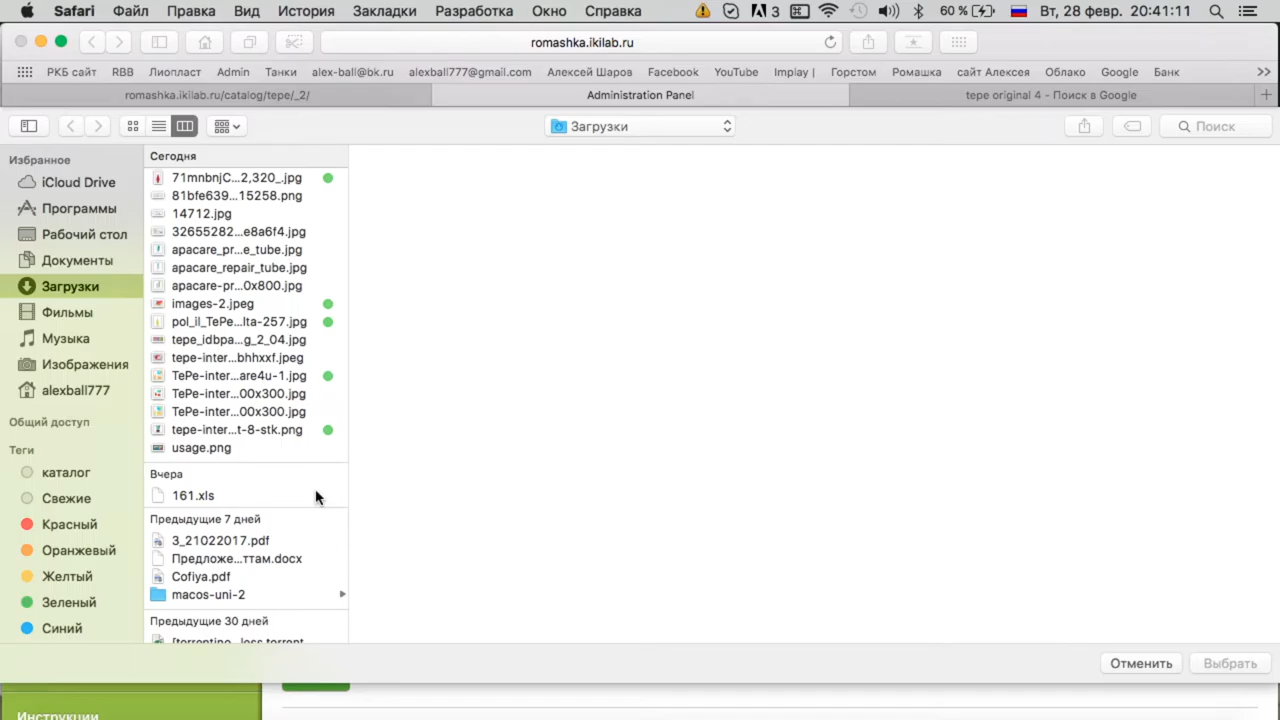 Safari Файл Правка Вид История Закладки Разработка Окно Справка 3 60 % Вт, 28 февр. 20:41:11
romashka.ikilab.ru
РКБ сайт RBB Лиопласт Admin Танки alex-ball@bk.ru alexball777@gmail.com Алексей Шаров Facebook YouTube Implay | Горстом Ромашка сайт Алексея Облако Google Банк
romashka.ikilab.ru/catalog/tepe/_2/ Administration Panel tepe original 4 - Поиск в Google
Загрузки Поиск
Избранное
iCloud Drive
Программы
Рабочий стол
Документы
Загрузки
Фильмы
Музыка
Изображения
alexball777
Общий доступ
Теги
каталог
Свежие
Красный
Оранжевый
Желтый
Зеленый
Синий
Сегодня
71mnbnjC...2,320_.jpg
81bfe639...15258.png
14712.jpg
32655282...e8a6f4.jpg
apacare_pr...e_tube.jpg
apacare_repair_tube.jpg
apacare-pr...0x800.jpg
images-2.jpeg
pol_il_TePe...lta-257.jpg
tepe_idbpa...g_2_04.jpg
tepe-inter...bhhxxf.jpeg
TePe-inter...are4u-1.jpg
TePe-inter...00x300.jpg
TePe-inter...00x300.jpg
tepe-inter...t-8-stk.png
usage.png
Вчера
161.xls
Предыдущие 7 дней
3_21022017.pdf
Предложе...ттам.docx
Cofiya.pdf
macos-uni-2
Предыдущие 30 дней
[torrentino...less.torrent
Отменить Выбрать
Инструкции